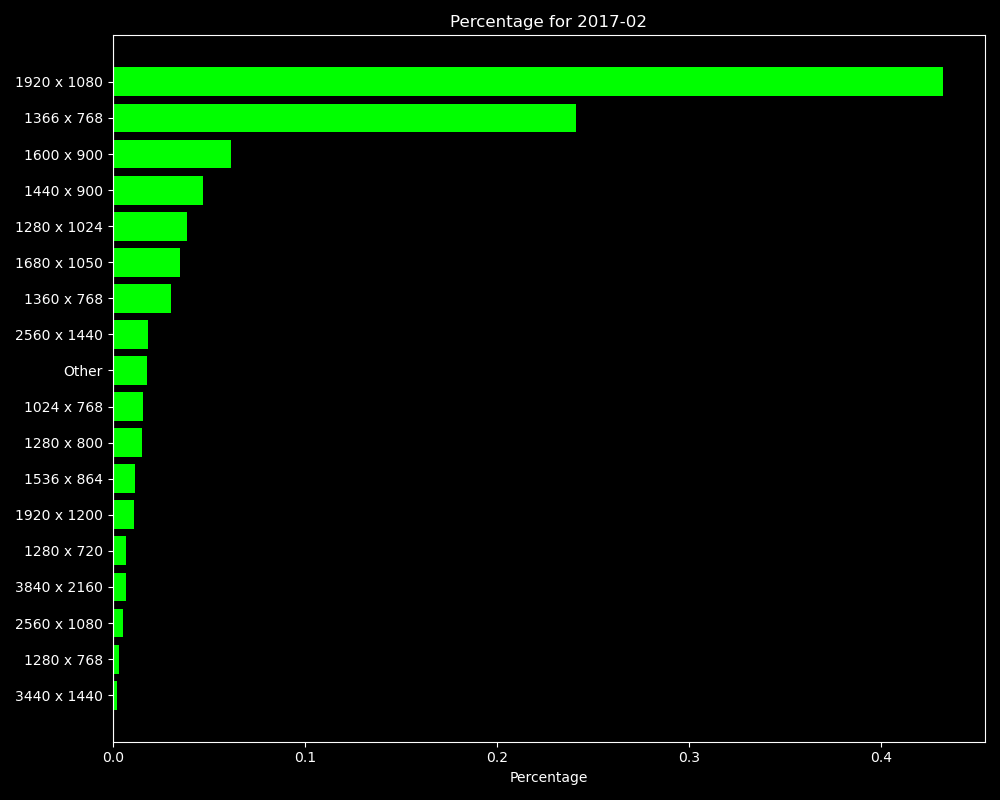 Percentage for 2017-02
1920 x 1080
1366 x 768
1600 x 900
1440 x 900
1280 x 1024
1680 x 1050
1360 x 768
2560 x 1440
Other
1024 x 768
1280 x 800
1536 x 864
1920 x 1200
1280 x 720
3840 x 2160
2560 x 1080
1280 x 768
3440 x 1440
0.0 0.1 0.2 0.3 0.4
Percentage